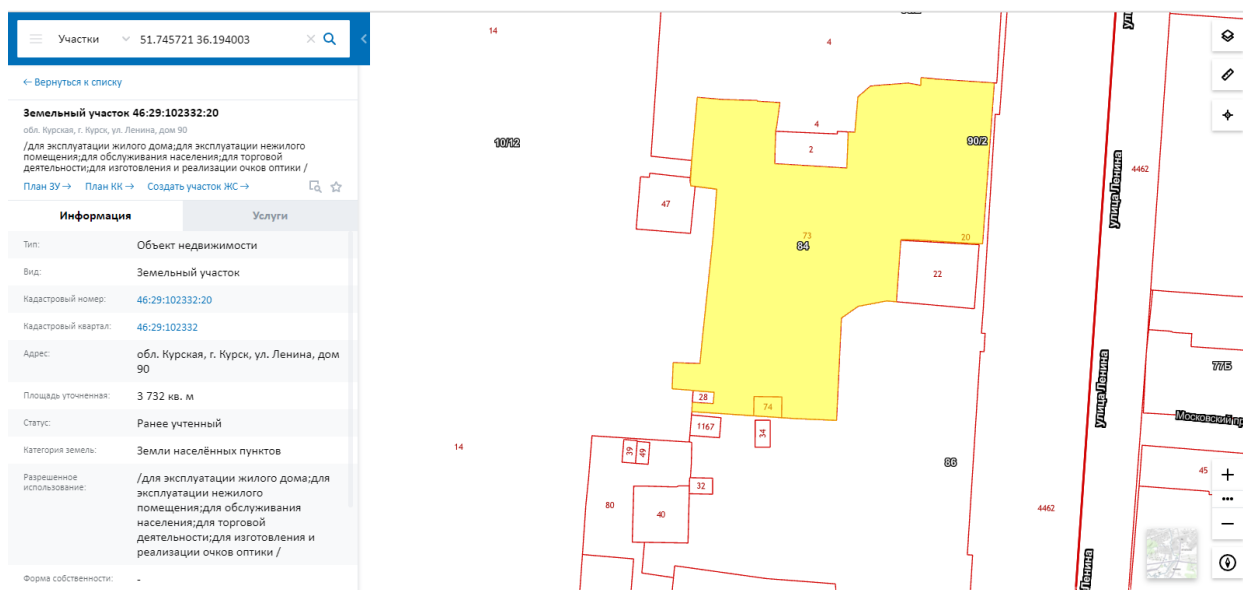 Участки
51.745721 36.194003
← Вернуться к списку
Земельный участок 46:29:102332:20
обл. Курская, г. Курск, ул. Ленина, дом 90
/для эксплуатации жилого дома;для эксплуатации нежилого
помещения;для обслуживания населения;для торговой
деятельности;для изготовления и реализации очков оптики /
План ЗУ → План КК → Создать участок ЖС →
Информация
Услуги
Тип: Объект недвижимости
Вид: Земельный участок
Кадастровый номер: 46:29:102332:20
Кадастровый квартал: 46:29:102332
Адрес: обл. Курская, г. Курск, ул. Ленина, дом
90
Площадь уточненная: 3 732 кв. м
Статус: Ранее учтенный
Категория земель: Земли населённых пунктов
Разрешенное
использование:
/для эксплуатации жилого дома;для
эксплуатации нежилого
помещения;для обслуживания
населения;для торговой
деятельности;для изготовления и
реализации очков оптики /
Форма собственности: -
14
4
4
2
10/12
90/2
47
73
84
20
22
4462
улица Ленина
77Б
улица Ленина
28
74
1167
34
39
49
14
32
80
40
86
4462
45
Ленина